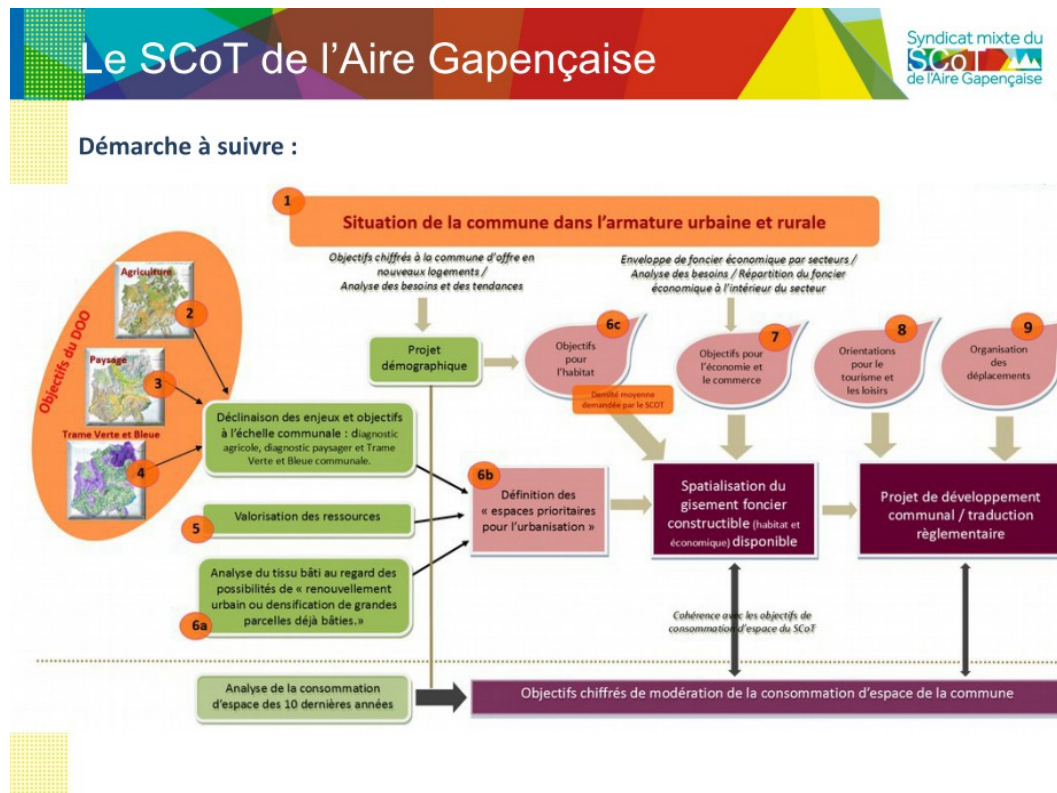 Le SCoT de l'Aire Gapençaise
Syndicat mixte du
SCoT
de l'Aire Gapençaise
Démarche à suivre :
1
Situation de la commune dans l'armature urbaine et rurale
Objectifs chiffrés à la commune d'offre en
nouveaux logements /
Analyse des besoins et des tendances
Enveloppe de foncier économique par secteurs /
Analyse des besoins / Répartition du foncier
économique à l'intérieur du secteur
Objectifs du DOO
Agriculture
2
Paysage
3
Trame Verte et Bleue
4
Projet
démographique
6c
Objectifs
pour
l'habitat
Densité moyenne
demandée par le SCOT
7
Objectifs pour
l'économie et
le commerce
8
Orientations
pour le
tourisme et
les loisirs
9
Organisation
des
déplacements
Déclinaison des enjeux et objectifs
à l'échelle communale : diagnostic
agricole, diagnostic paysager et Trame
Verte et Bleue communale.
5
Valorisation des ressources
Analyse du tissu bâti au regard des
possibilités de « renouvellement
urbain ou densification de grandes
parcelles déjà bâties.»
6a
6b
Définition des
« espaces prioritaires
pour l'urbanisation »
Spatialisation du
gisement foncier
constructible (habitat et
économique) disponible
Projet de développement
communal / traduction
règlementaire
Cohérence avec les objectifs de
consommation d'espace du SCoT
Analyse de la consommation
d'espace des 10 dernières années
Objectifs chiffrés de modération de la consommation d'espace de la commune